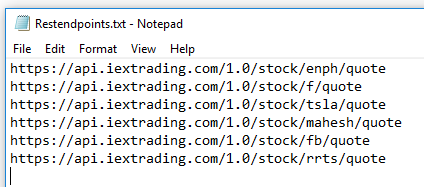 Restendpoints.txt - Notepad
File Edit Format View Help
https://api.iextrading.com/1.0/stock/enph/quote
https://api.iextrading.com/1.0/stock/f/quote
https://api.iextrading.com/1.0/stock/tsla/quote
https://api.iextrading.com/1.0/stock/mahesh/quote
https://api.iextrading.com/1.0/stock/fb/quote
https://api.iextrading.com/1.0/stock/rrts/quote